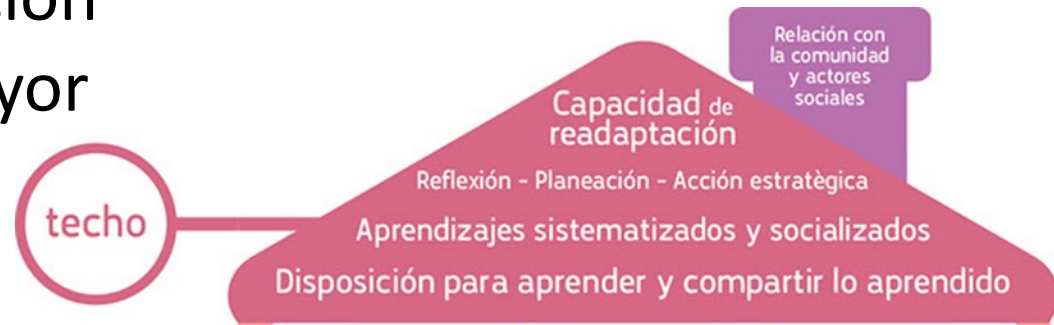 yor
Relación con
la comunidad
y actores
sociales
Capacidad de
readaptación
Reflexión - Planeación - Acción estratègica
techo
Aprendizajes sistematizados y socializados
Disposición para aprender y compartir lo aprendido